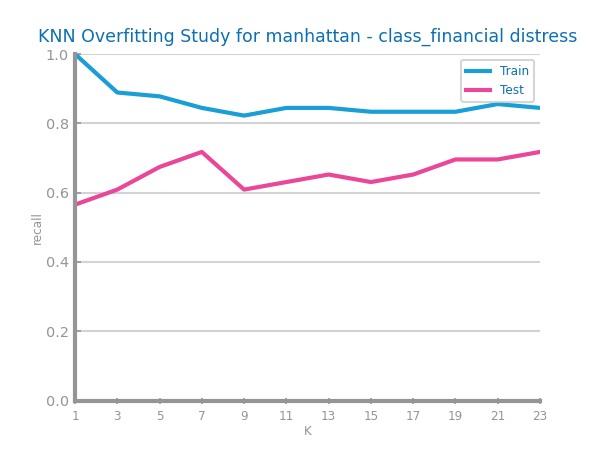 KNN Overfitting Study for manhattan - class_financial distress
1.0
0.8
0.6
0.4
0.2
0.0
recall
Train
Test
1 3 5 7 9 11 13 15 17 19 21 23
K